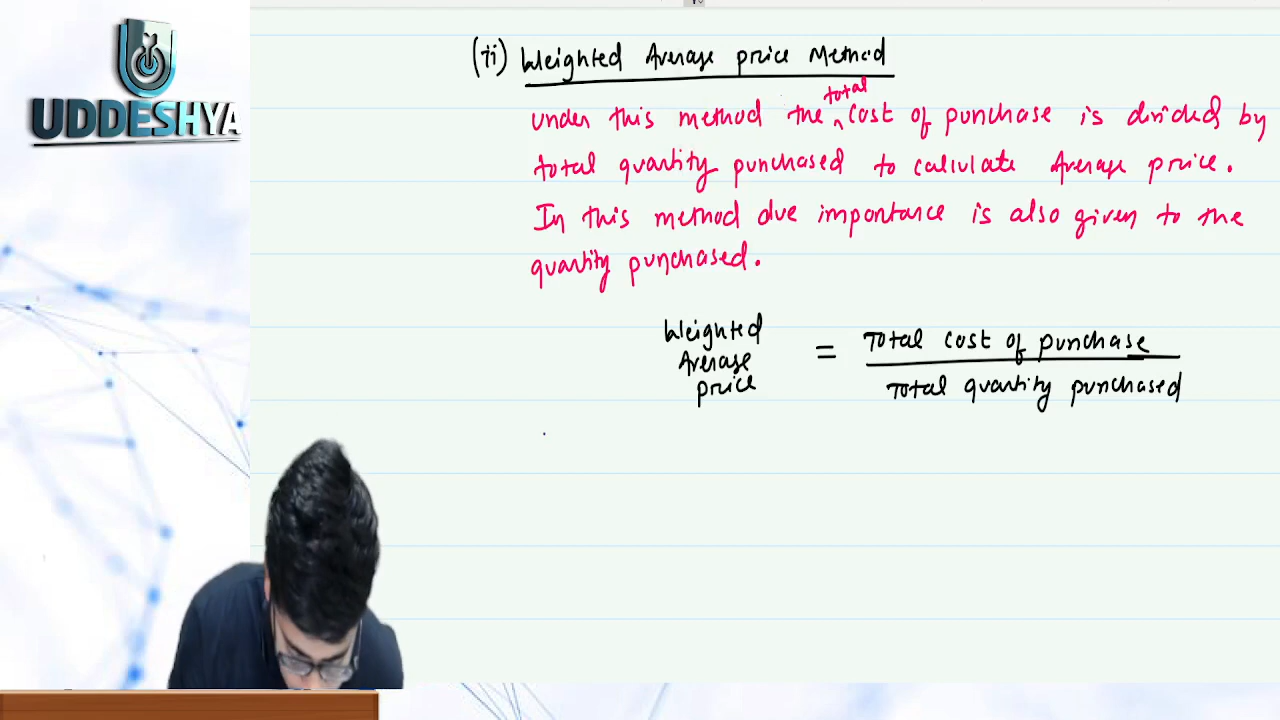 UDDESHYA
(ii) Weighted Average price Method
under this method the total cost of purchase is divided by
total quantity purchased to calculate Average price.
In this method due importance is also given to the
quantity purchased.
Weighted
Average
price
= Total cost of purchase
Total quantity purchased